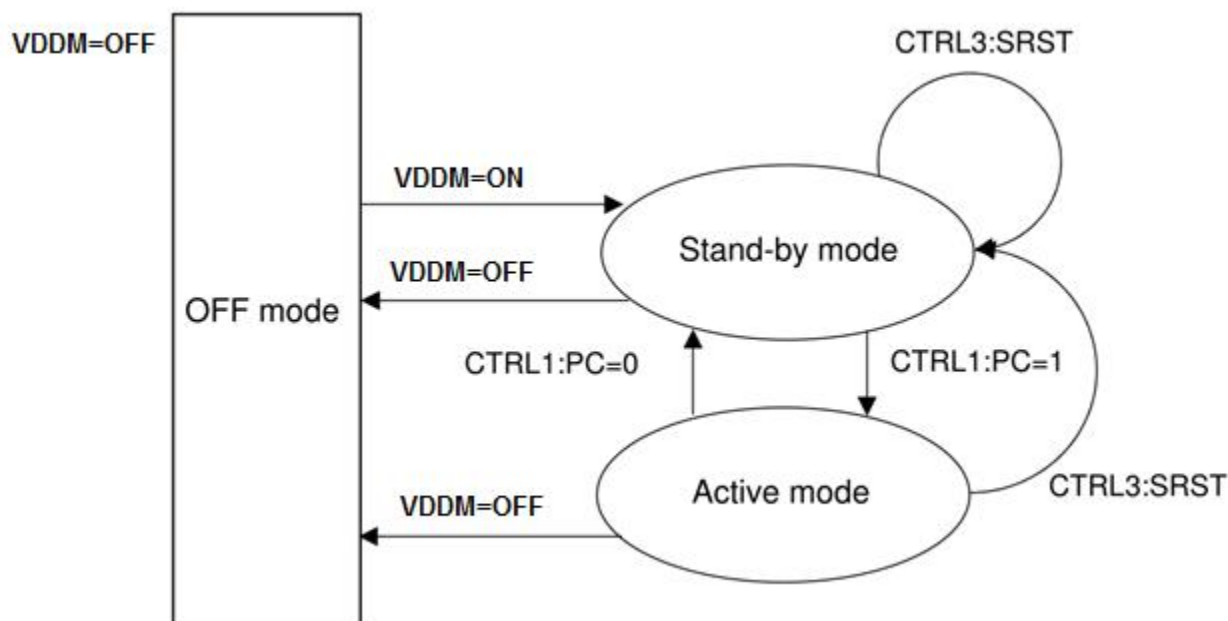 VDDM=OFF
CTRL3:SRST
VDDM=ON
Stand-by mode
VDDM=OFF
OFF mode
CTRL1:PC=0
CTRL1:PC=1
Active mode
CTRL3:SRST
VDDM=OFF